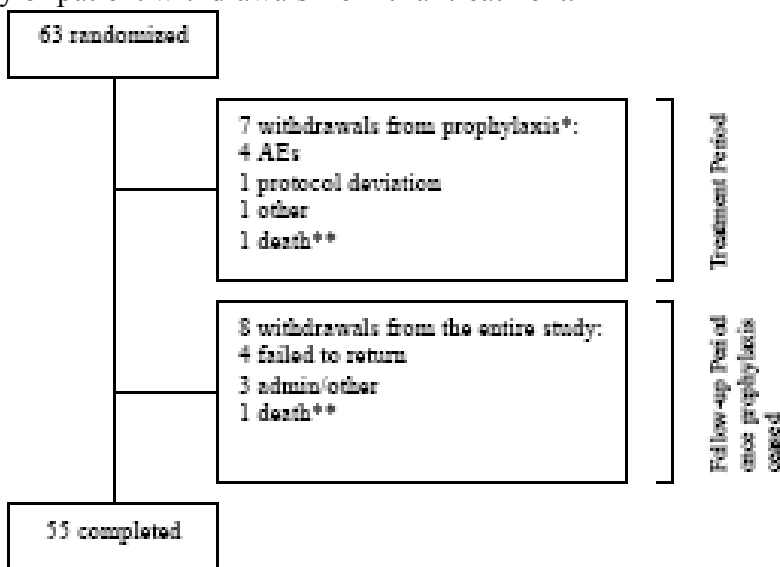 63 randomized
7 withdrawals from prophylaxis*:
4 AEs
1 protocol deviation
1 other
1 death**
Treatment Period
8 withdrawals from the entire study:
4 failed to return
3 admin/other
1 death**
Follow-up Period
once prophylaxis
ceased
55 completed